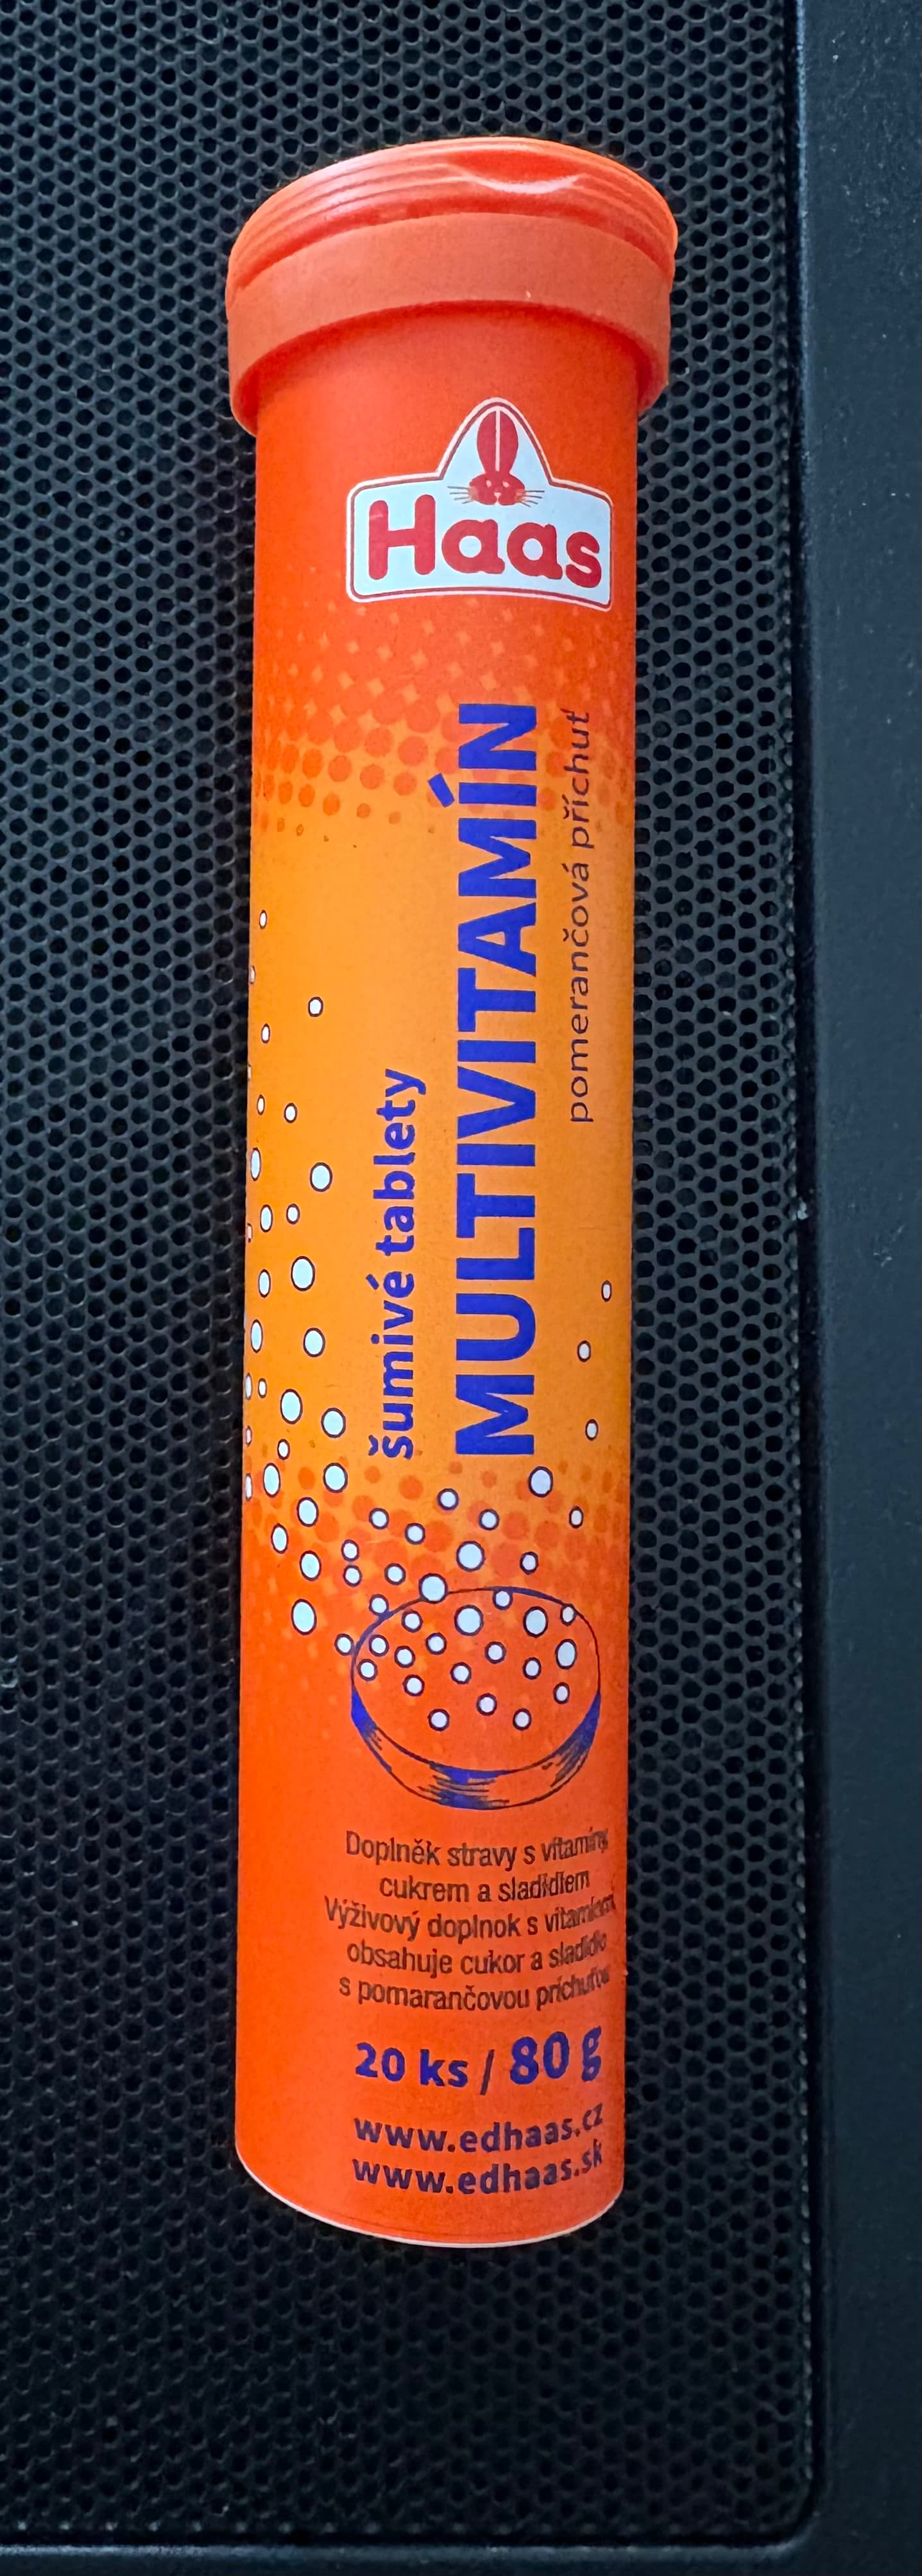 Haas
šumivé tablety
MULTIVITAMÍN
pomerančová příchuť
Doplněk stravy s vitamíny,
cukrem a sladidlem
Výživový doplnok s vitamínmi
obsahuje cukor a sladidlo
s pomarančovou príchuťou
20 ks / 80 g
www.edhaas.cz
www.edhaas.sk